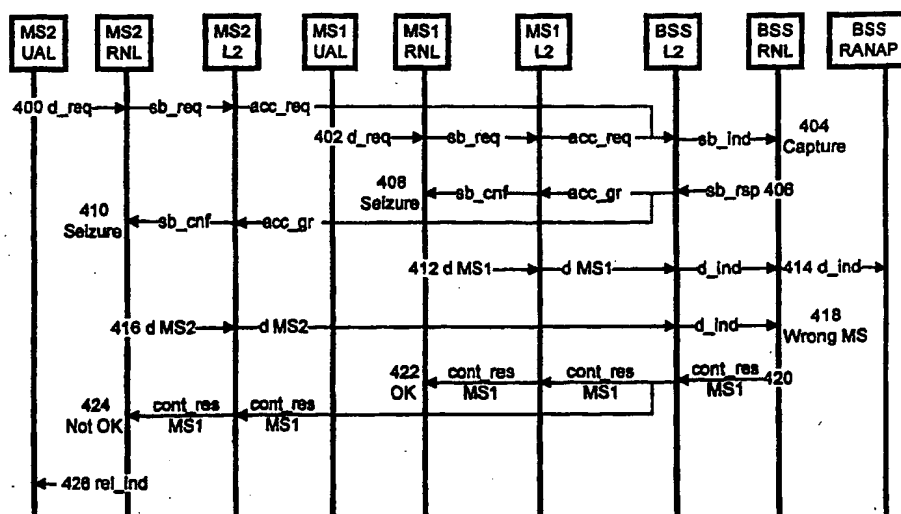 MS2 UAL
MS2 RNL
MS2 L2
MS1 UAL
MS1 RNL
MS1 L2
BSS L2
BSS RNL
BSS RANAP
400 d_req sb_req acc_req
402 d_req sb_req acc_req sb_ind
404
Capture
408
Seizure
sb_cnf acc_gr sb_rsp 406
410
Seizure
sb_cnf acc_gr
412 d MS1 d MS1 d_ind 414 d_ind
416 d MS2 d MS2 d_ind
418
Wrong MS
422
OK
cont_res
MS1
cont_res
MS1
cont_res
MS1
420
424
Not OK
cont_res
MS1
cont_res
MS1
426 rel_ind